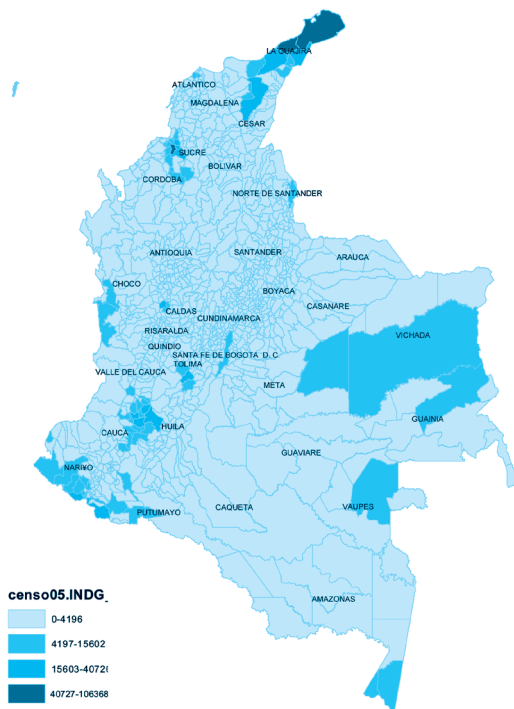 LA GUAJIRA
ATLANTICO
MAGDALENA
CESAR
SUCRE
BOLIVAR
CORDOBA
NORTE DE SANTANDER
ANTIOQUIA
SANTANDER
ARAUCA
CHOCO
BOYACA
CASANARE
CALDAS
CUNDINAMARCA
RISARALDA
VICHADA
QUINDIO
SANTA FE DE BOGOTA D. C
TOLIMA
VALLE DEL CAUCA
META
GUAINIA
CAUCA
HUILA
GUAVIARE
NARIÑO
CAQUETA
VAUPES
PUTUMAYO
AMAZONAS
censo05.INDG_
0-4196
4197-15602
15603-4072
40727-106368